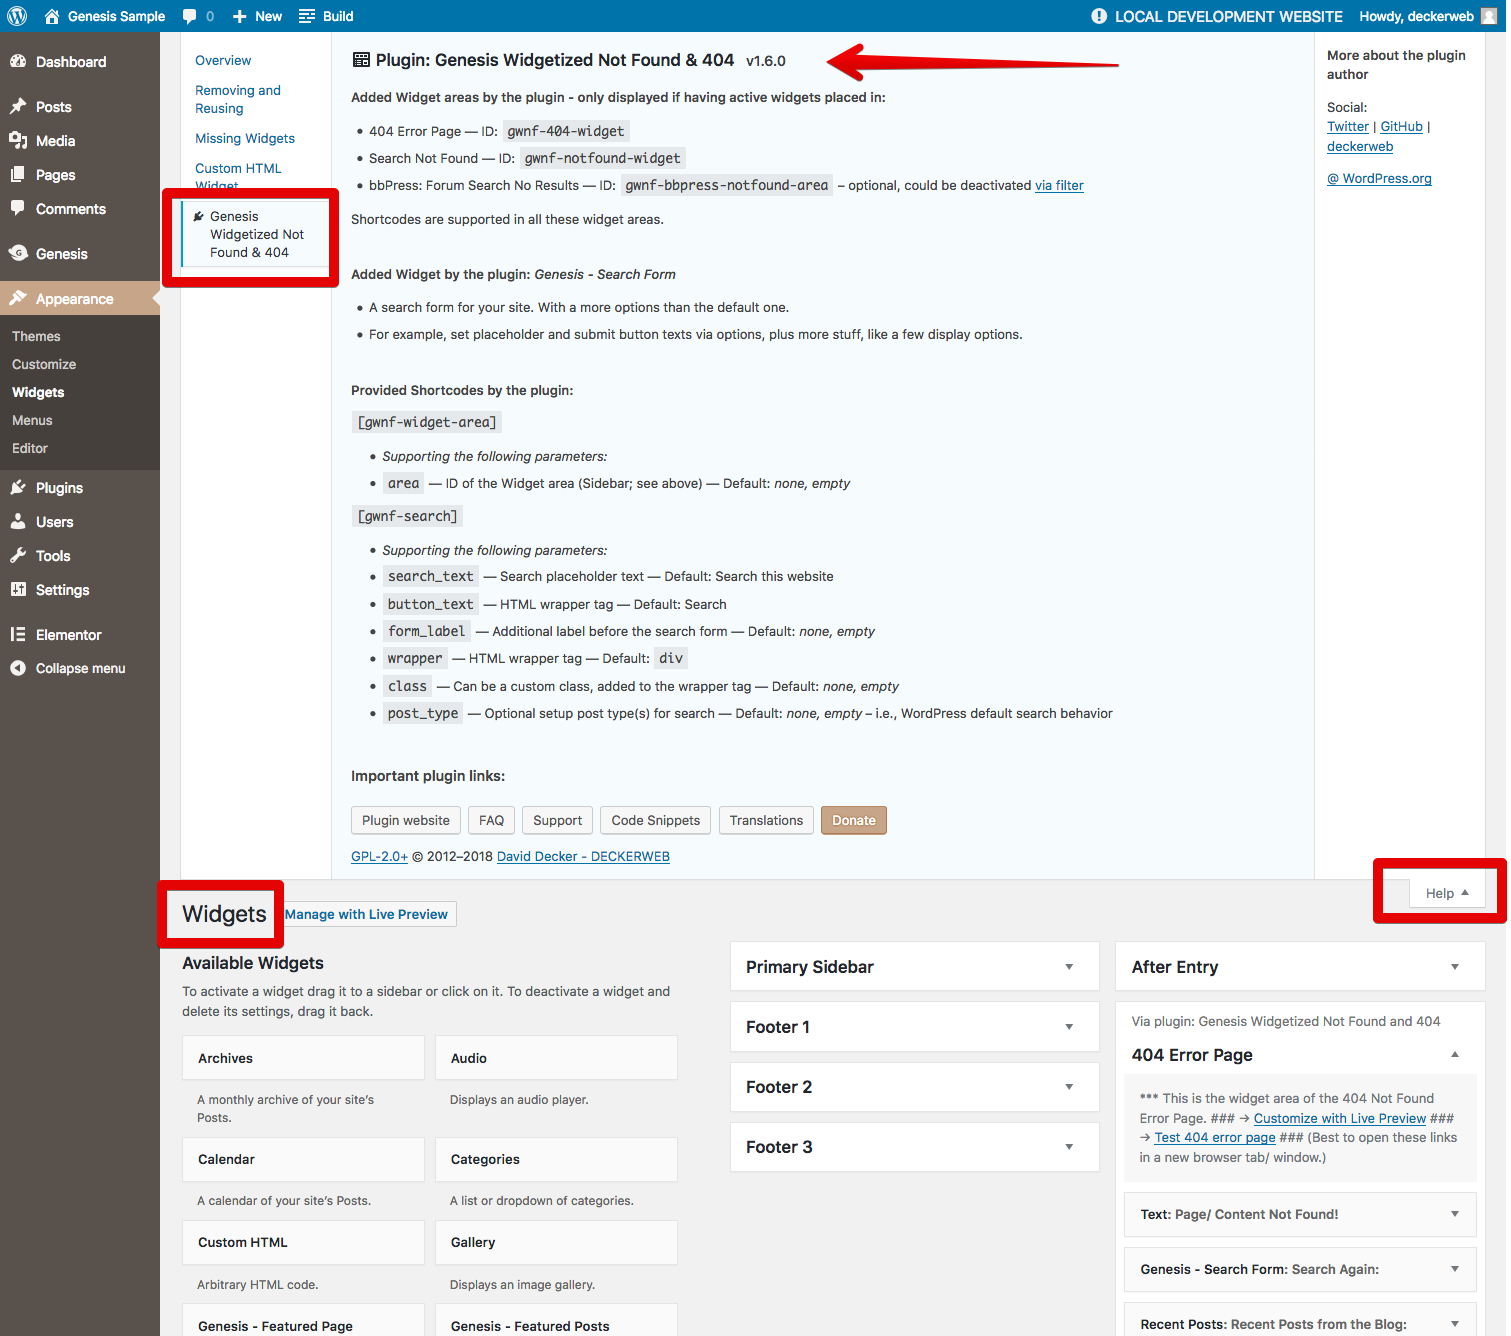 Genesis Sample 0 New Build LOCAL DEVELOPMENT WEBSITE Howdy, deckerweb
Dashboard
Posts
Media
Pages
Comments
Genesis
Appearance
Themes
Customize
Widgets
Menus
Editor
Plugins
Users
Tools
Settings
Elementor
Collapse menu
Overview
Removing and
Reusing
Missing Widgets
Custom HTML
Widget
Genesis
Widgetized Not
Found & 404
Plugin: Genesis Widgetized Not Found & 404 v1.6.0
Added Widget areas by the plugin - only displayed if having active widgets placed in:
• 404 Error Page — ID: gwnf-404-widget
• Search Not Found — ID: gwnf-notfound-widget
• bbPress: Forum Search No Results — ID: gwnf-bbpress-notfound-area – optional, could be deactivated via filter
Shortcodes are supported in all these widget areas.
Added Widget by the plugin: Genesis - Search Form
• A search form for your site. With a more options than the default one.
• For example, set placeholder and submit button texts via options, plus more stuff, like a few display options.
Provided Shortcodes by the plugin:
[gwnf-widget-area]
• Supporting the following parameters:
• area — ID of the Widget area (Sidebar; see above) — Default: none, empty
[gwnf-search]
• Supporting the following parameters:
• search_text — Search placeholder text — Default: Search this website
• button_text — HTML wrapper tag — Default: Search
• form_label — Additional label before the search form — Default: none, empty
• wrapper — HTML wrapper tag — Default: div
• class — Can be a custom class, added to the wrapper tag — Default: none, empty
• post_type — Optional setup post type(s) for search — Default: none, empty – i.e., WordPress default search behavior
Important plugin links:
Plugin website FAQ Support Code Snippets Translations Donate
GPL-2.0+ © 2012–2018 David Decker - DECKERWEB
More about the plugin
author
Social:
Twitter | GitHub |
deckerweb
@ WordPress.org
Help
Widgets Manage with Live Preview
Available Widgets
To activate a widget drag it to a sidebar or click on it. To deactivate a widget and
delete its settings, drag it back.
Archives Audio
A monthly archive of your site's
Posts.
Displays an audio player.
Calendar Categories
A calendar of your site's Posts. A list or dropdown of categories.
Custom HTML Gallery
Arbitrary HTML code. Displays an image gallery.
Genesis - Featured Page Genesis - Featured Posts
Primary Sidebar
Footer 1
Footer 2
Footer 3
After Entry
Via plugin: Genesis Widgetized Not Found and 404
404 Error Page
*** This is the widget area of the 404 Not Found
Error Page. ### → Customize with Live Preview ###
→ Test 404 error page ### (Best to open these links
in a new browser tab/ window.)
Text: Page/ Content Not Found!
Genesis - Search Form: Search Again:
Recent Posts: Recent Posts from the Blog: